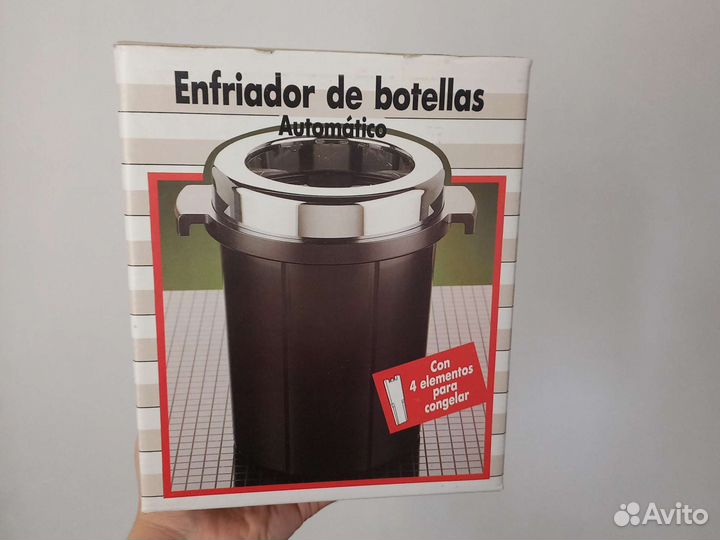 Enfriador de botellas
Automático
Con
4 elementos
para
congelar
Avito